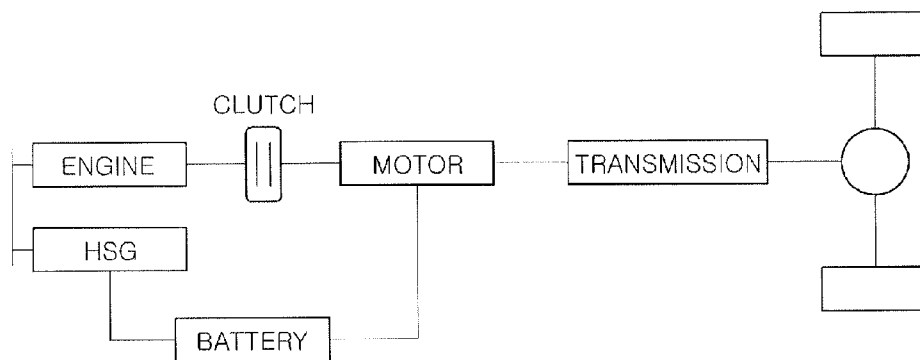 CLUTCH
ENGINE
MOTOR
TRANSMISSION
HSG
BATTERY